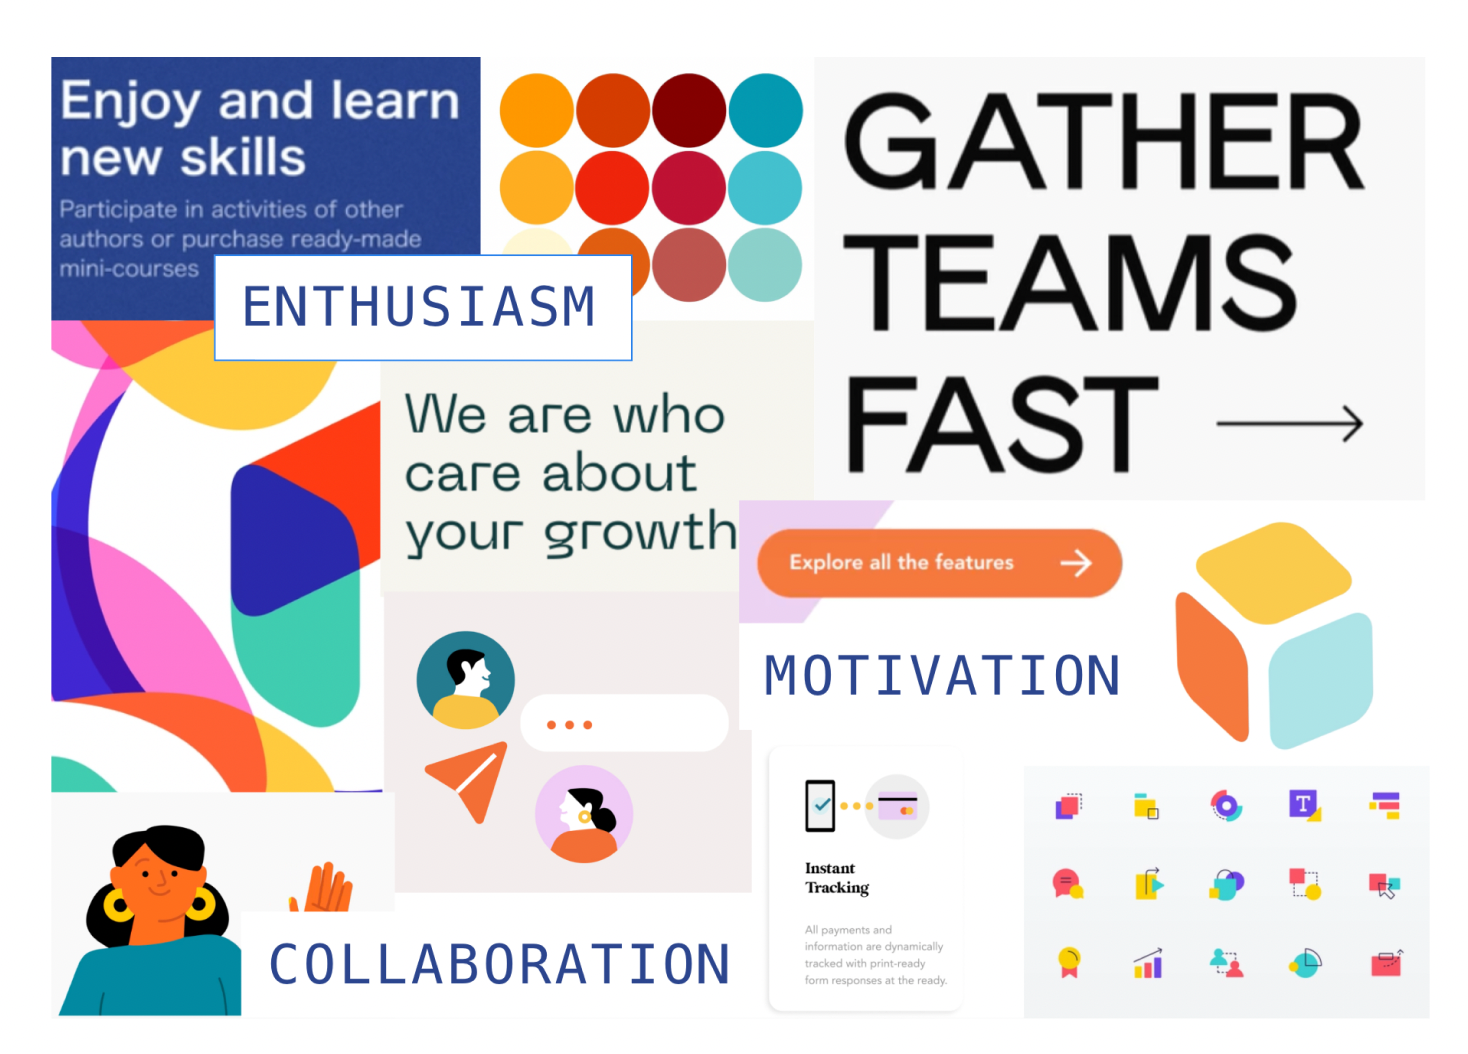 Enjoy and learn
new skills
Participate in activities of other
authors or purchase ready-made
mini-courses
ENTHUSIASM
GATHER
TEAMS
FAST
We are who
care about
your growth
Explore all the features
MOTIVATION
Instant
Tracking
All payments and
information are dynamically
tracked with print-ready
form responses at the ready.
T
COLLABORATION